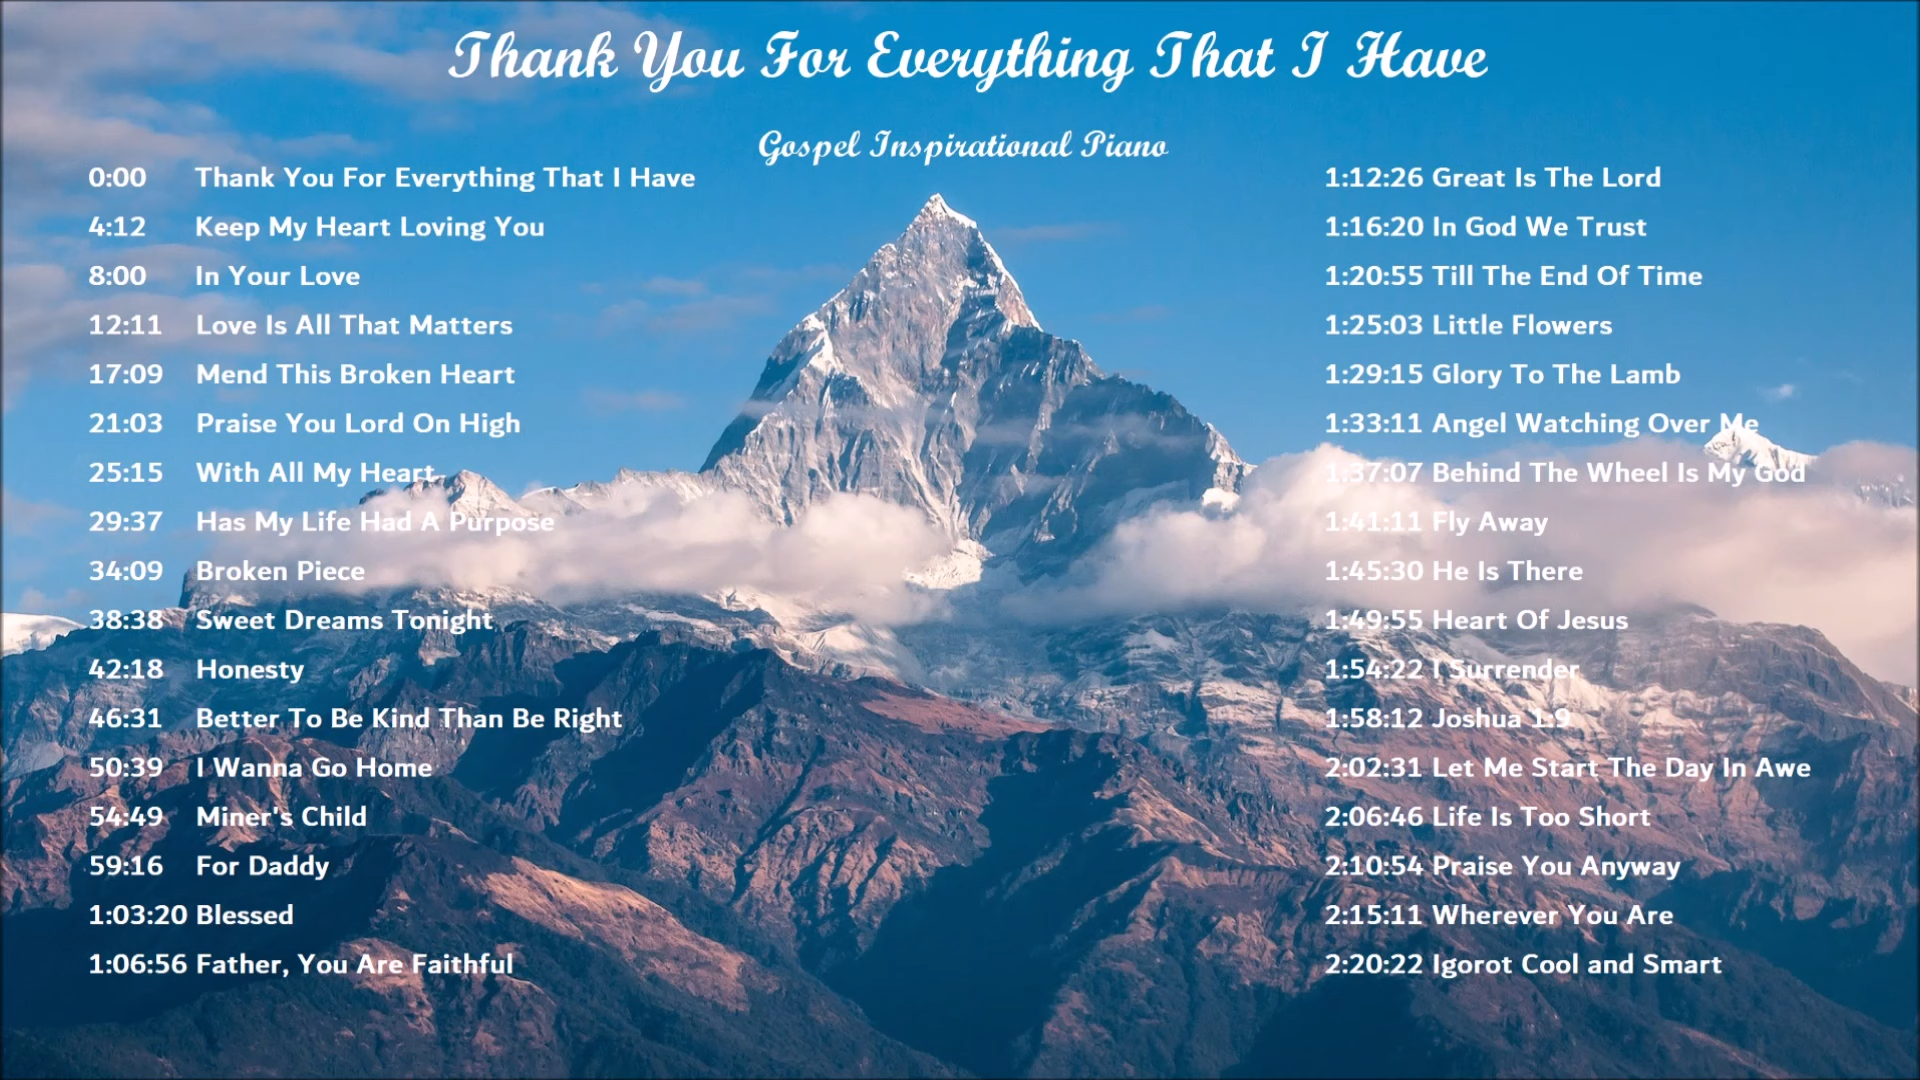 Thank You For Everything That I Have
Gospel Inspirational Piano
0:00 Thank You For Everything That I Have
4:12 Keep My Heart Loving You
8:00 In Your Love
12:11 Love Is All That Matters
17:09 Mend This Broken Heart
21:03 Praise You Lord On High
25:15 With All My Heart
29:37 Has My Life Had A Purpose
34:09 Broken Piece
38:38 Sweet Dreams Tonight
42:18 Honesty
46:31 Better To Be Kind Than Be Right
50:39 I Wanna Go Home
54:49 Miner's Child
59:16 For Daddy
1:03:20 Blessed
1:06:56 Father, You Are Faithful
1:12:26 Great Is The Lord
1:16:20 In God We Trust
1:20:55 Till The End Of Time
1:25:03 Little Flowers
1:29:15 Glory To The Lamb
1:33:11 Angel Watching Over Me
1:37:07 Behind The Wheel Is My God
1:41:11 Fly Away
1:45:30 He Is There
1:49:55 Heart Of Jesus
1:54:22 I Surrender
1:58:12 Joshua 1:9
2:02:31 Let Me Start The Day In Awe
2:06:46 Life Is Too Short
2:10:54 Praise You Anyway
2:15:11 Wherever You Are
2:20:22 Igorot Cool and Smart